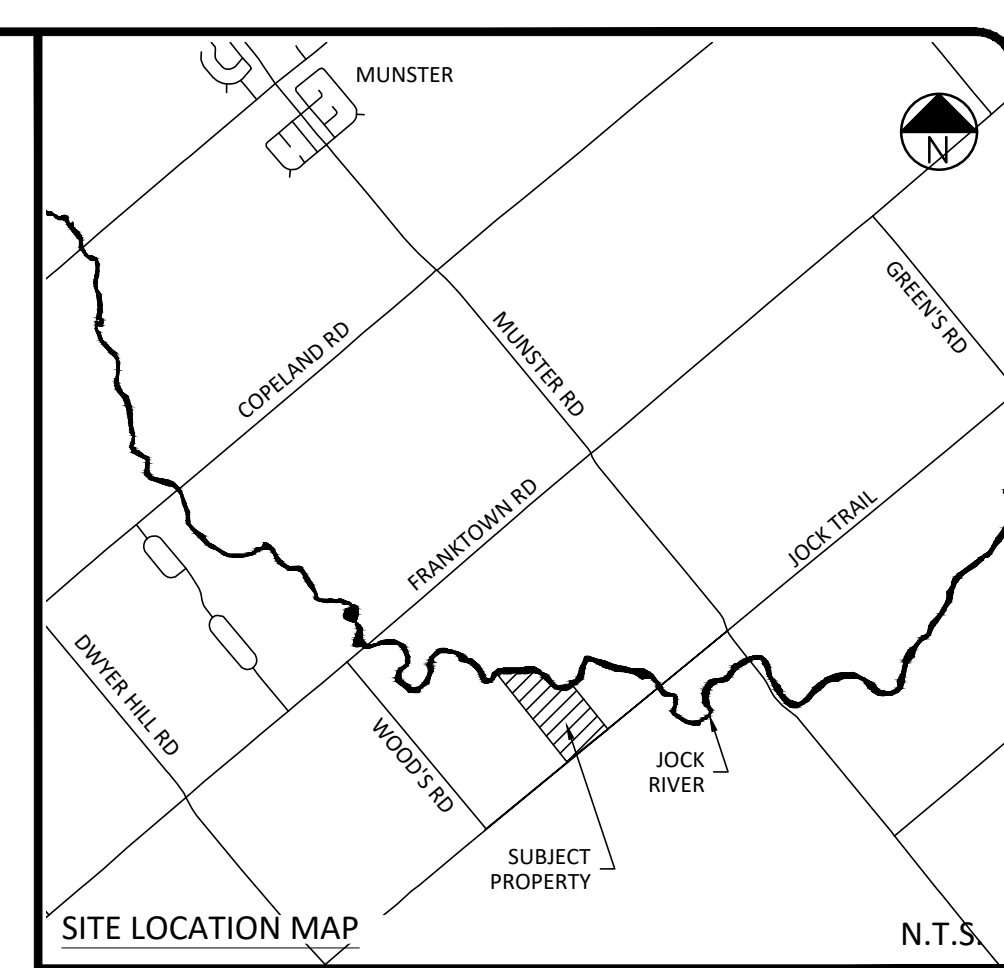 MUNSTER
N
GREEN'S RD
COPELAND RD
MUNSTER RD
FRANKTOWN RD
JOCK TRAIL
DWYER HILL RD
WOOD'S RD
JOCK
RIVER
SUBJECT
PROPERTY
SITE LOCATION MAP
N.T.S.